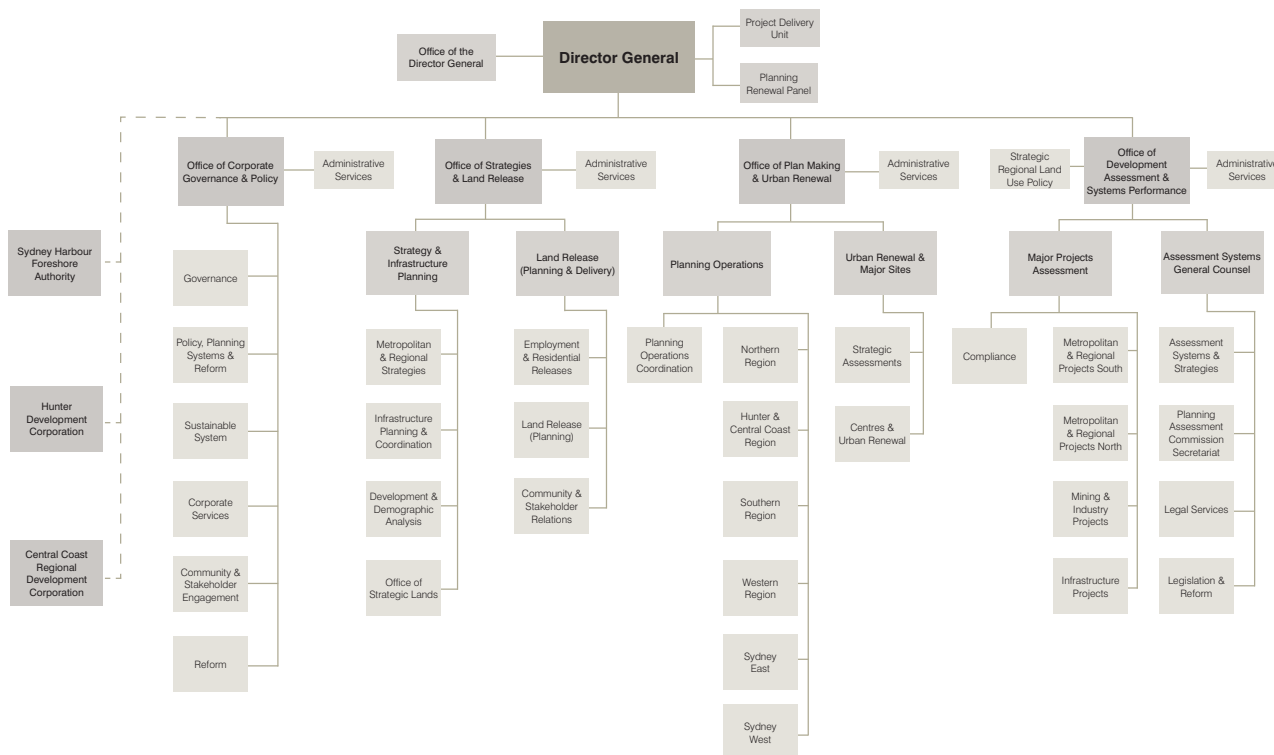 Project Delivery
Unit
Office of the
Director General
Director General
Planning
Renewal Panel
Office of Corporate
Governance & Policy
Administrative
Services
Office of Strategies
& Land Release
Administrative
Services
Office of Plan Making
& Urban Renewal
Administrative
Services
Strategic
Regional Land
Use Policy
Office of
Development
Assessment &
Systems Performance
Administrative
Services
Sydney Harbour
Foreshore
Authority
Hunter
Development
Corporation
Central Coast
Regional
Development
Corporation
Governance
Policy, Planning
Systems &
Reform
Sustainable
System
Corporate
Services
Community &
Stakeholder
Engagement
Reform
Strategy &
Infrastructure
Planning
Metropolitan
& Regional
Strategies
Infrastructure
Planning &
Coordination
Development &
Demographic
Analysis
Office of
Strategic Lands
Land Release
(Planning & Delivery)
Employment
& Residential
Releases
Land Release
(Planning)
Community &
Stakeholder
Relations
Planning Operations
Planning
Operations
Coordination
Northern
Region
Hunter &
Central Coast
Region
Southern
Region
Western
Region
Sydney
East
Sydney
West
Urban Renewal &
Major Sites
Strategic
Assessments
Centres &
& Urban Renewal
Major Projects
Assessment
Compliance
Metropolitan
& Regional
Projects South
Metropolitan
& Regional
Projects North
Mining &
Industry
Projects
Infrastructure
Projects
Assessment Systems
General Counsel
Assessment
Systems &
Strategies
Planning
Assessment
Commission
Secretariat
Legal Services
Legislation &
Reform